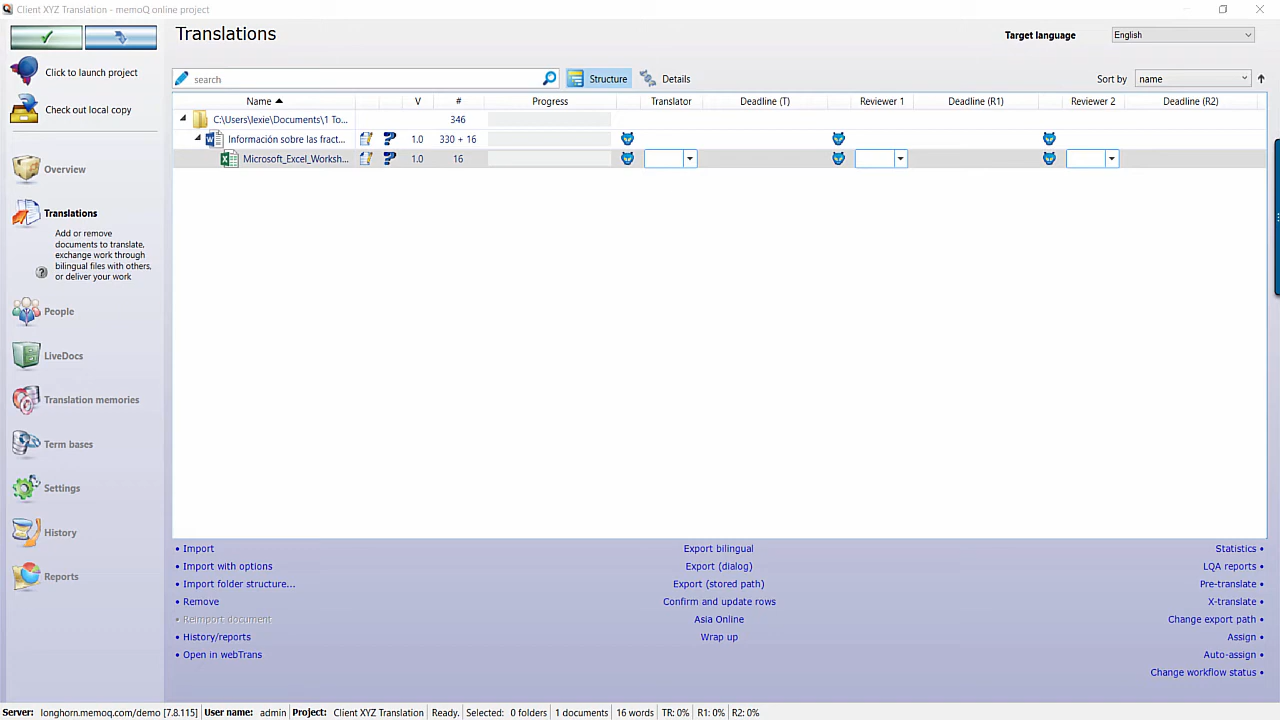 Client XYZ Translation - memoQ online project
Translations
Target language
English
Click to launch project
Check out local copy
search
Structure
Details
Sort by
name
Name
V
#
Progress
Translator
Deadline (T)
Reviewer 1
Deadline (R1)
Reviewer 2
Deadline (R2)
C:\Users\lexie\Documents\1 To...
346
Información sobre las fract...
1.0
330 + 16
Microsoft_Excel_Worksh...
1.0
16
Overview
Translations
Add or remove
documents to translate,
exchange work through
bilingual files with others,
or deliver your work
People
LiveDocs
Translation memories
Term bases
Settings
History
Reports
Import
Import with options
Import folder structure...
Remove
Reimport document
History/reports
Open in webTrans
Export bilingual
Export (dialog)
Export (stored path)
Confirm and update rows
Asia Online
Wrap up
Statistics
LQA reports
Pre-translate
X-translate
Change export path
Assign
Auto-assign
Change workflow status
Server: longhorn.memoq.com/demo [7.8.115] User name: admin Project: Client XYZ Translation Ready. Selected: 0 folders 1 documents 16 words TR: 0% R1: 0% R2: 0%